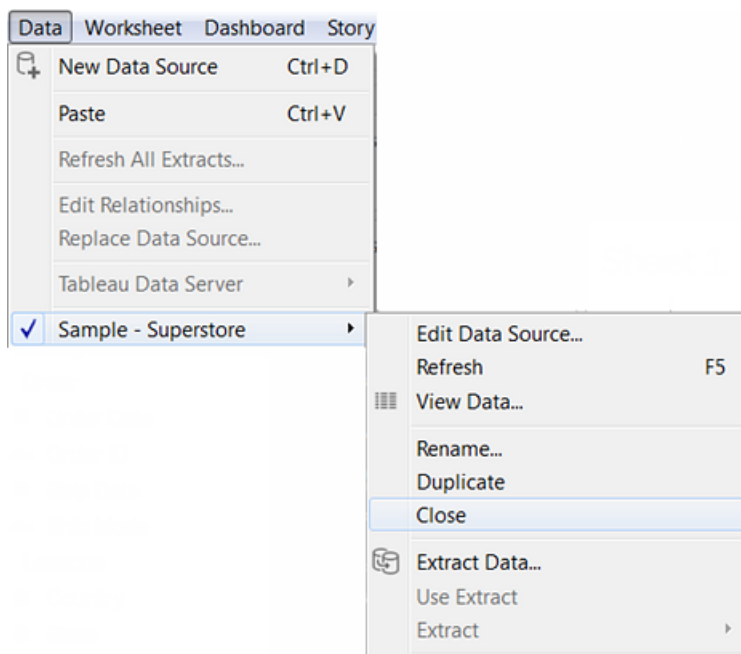 Data Worksheet Dashboard Story
New Data Source Ctrl+D
Paste Ctrl+V
Refresh All Extracts...
Edit Relationships...
Replace Data Source...
Tableau Data Server
Sample - Superstore
Edit Data Source...
Refresh F5
View Data...
Rename...
Duplicate
Close
Extract Data...
Use Extract
Extract